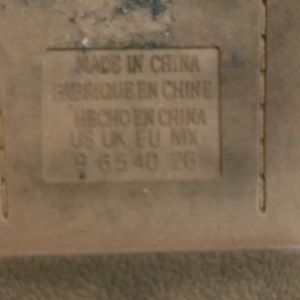 MADE IN CHINA
FABRIQUE EN CHINE
HECHO EN CHINA
US UK EU MX
9 6.5 40 26